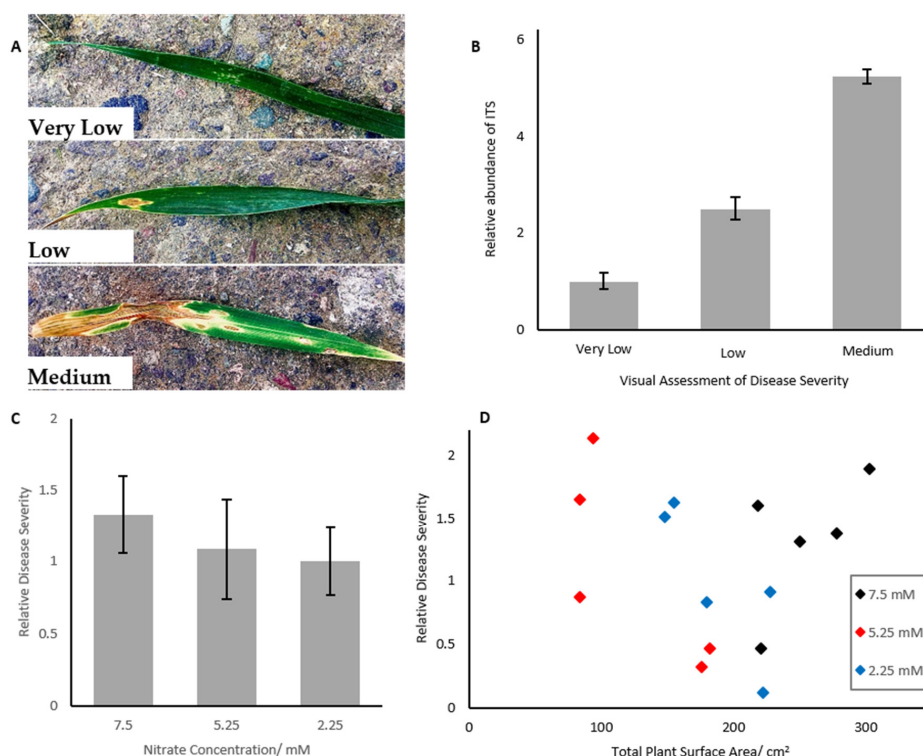 A
Very Low
Low
Medium
B
Relative abundance of ITS
6
4
2
0
Very Low
Low
Medium
Visual Assessment of Disease Severity
C
Relative Disease Severity
2
1.5
1
0.5
0
7.5
5.25
2.25
Nitrate Concentration/ mM
D
Relative Disease Severity
2
1.5
1
0.5
0
0
100
200
300
Total Plant Surface Area/ cm²
7.5 mM
5.25 mM
2.25 mM